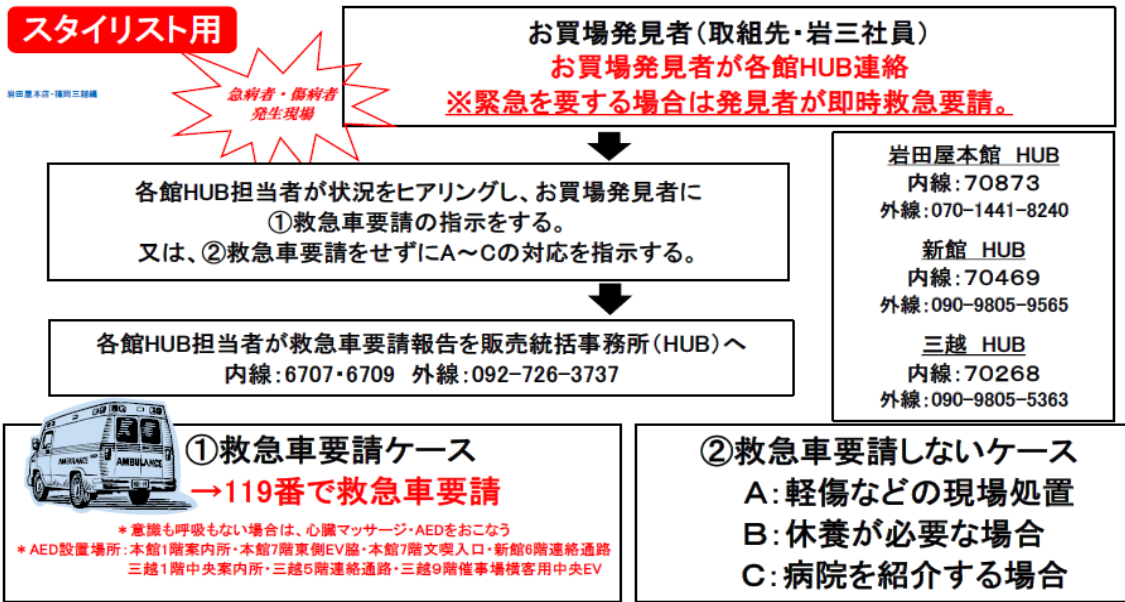 スタイリスト用
岩田屋本店・福岡三越編
急病者・傷病者
発生現場
お買場発見者(取組先・岩三社員)
お買場発見者が各館HUB連絡
※緊急を要する場合は発見者が即時救急要請。
各館HUB担当者が状況をヒアリングし、お買場発見者に
①救急車要請の指示をする。
又は、②救急車要請をせずにA～Cの対応を指示する。
各館HUB担当者が救急車要請報告を販売統括事務所(HUB)へ
内線:6707・6709 外線:092-726-3737
岩田屋本館 HUB
内線:70873
外線:070-1441-8240
新館 HUB
内線:70469
外線:090-9805-9565
三越 HUB
内線:70268
外線:090-9805-5363
AMBULANCE
AMBULANCE
①救急車要請ケース
→119番で救急車要請
*意識も呼吸もない場合は、心臓マッサージ・AEDをおこなう
*AED設置場所:本館1階案内所・本館7階東側EV脇・本館7階文喫入口・新館6階連絡通路
三越1階中央案内所・三越5階連絡通路・三越9階催事場横客用中央EV
②救急車要請しないケース
A:軽傷などの現場処置
B:休養が必要な場合
C:病院を紹介する場合